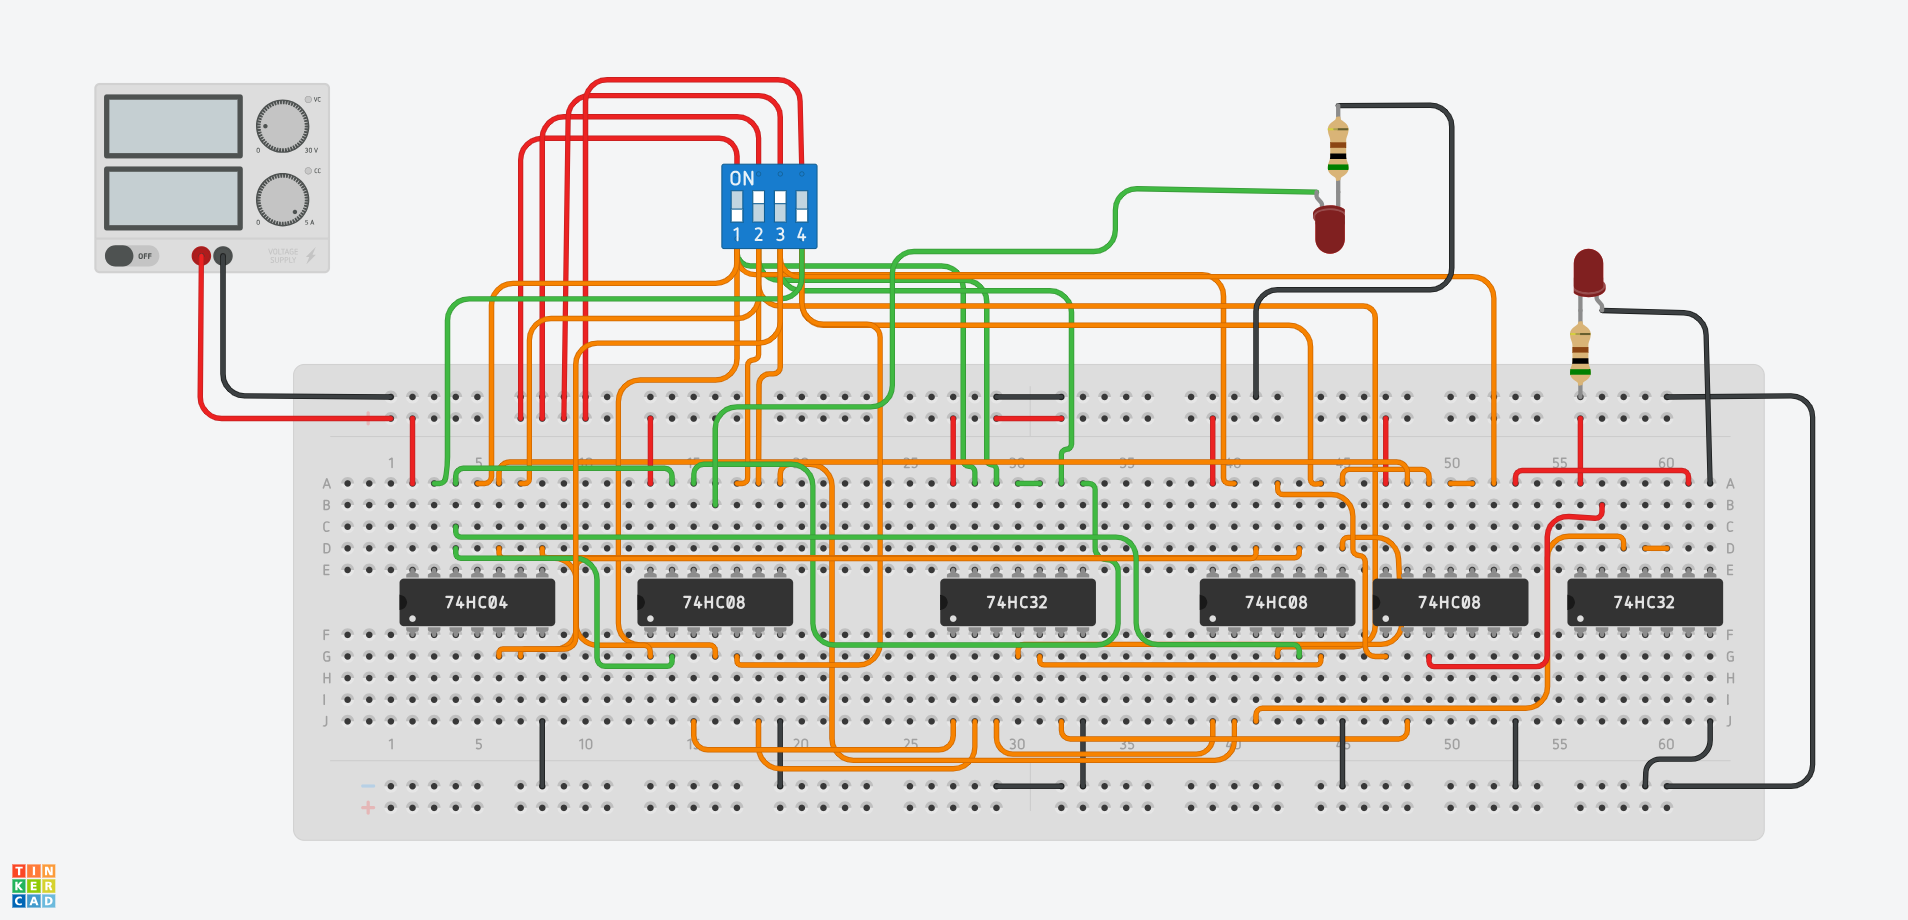 VC
0 30 V
CC
0 5 A
OFF
VOLTAGE
SUPPLY
ON
1 2 3 4
+
1 5 10 15 20 25 30 35 40 45 50 55 60
A A
B B
C C
D D
E E
74HC04 74HC08 74HC32 74HC08 74HC08 74HC32
F F
G G
H H
I I
J J
1 5 10 15 20 25 30 35 40 45 50 55 60
−
+
TIN
KER
CAD